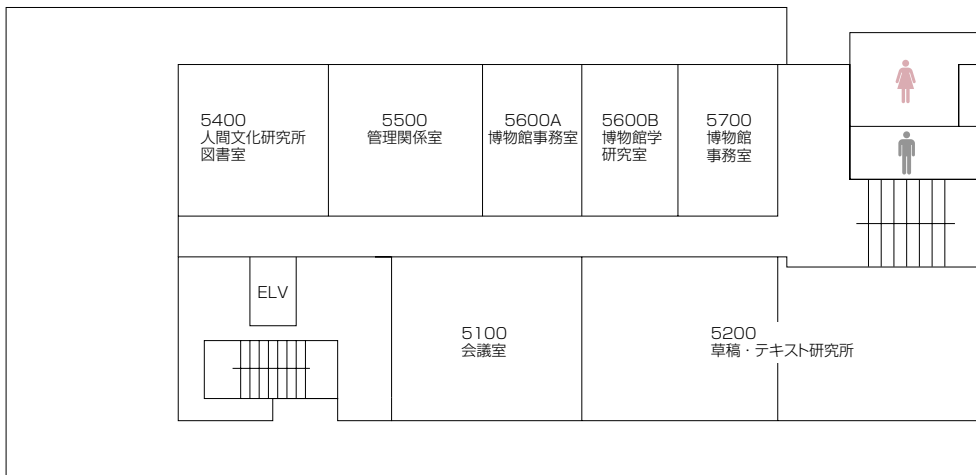 5400
人間文化研究所
図書室
5500
管理関係室
5600A
博物館事務室
5600B
博物館学
研究室
5700
博物館
事務室
ELV
5100
会議室
5200
草稿・テキスト研究所